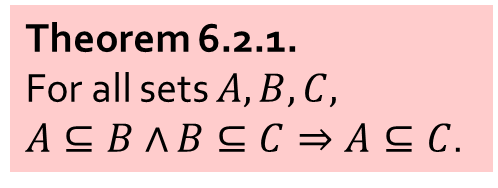 Theorem 6.2.1.
For all sets A, B, C,
A ⊆ B ∧ B ⊆ C ⇒ A ⊆ C.